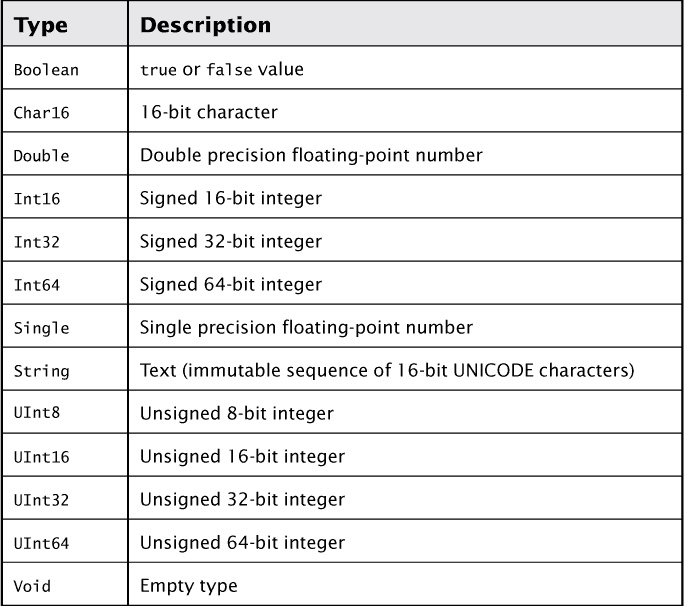 Type Description
Boolean true or false value
Char16 16-bit character
Double Double precision floating-point number
Int16 Signed 16-bit integer
Int32 Signed 32-bit integer
Int64 Signed 64-bit integer
Single Single precision floating-point number
String Text (immutable sequence of 16-bit UNICODE characters)
UInt8 Unsigned 8-bit integer
UInt16 Unsigned 16-bit integer
UInt32 Unsigned 32-bit integer
UInt64 Unsigned 64-bit integer
Void Empty type